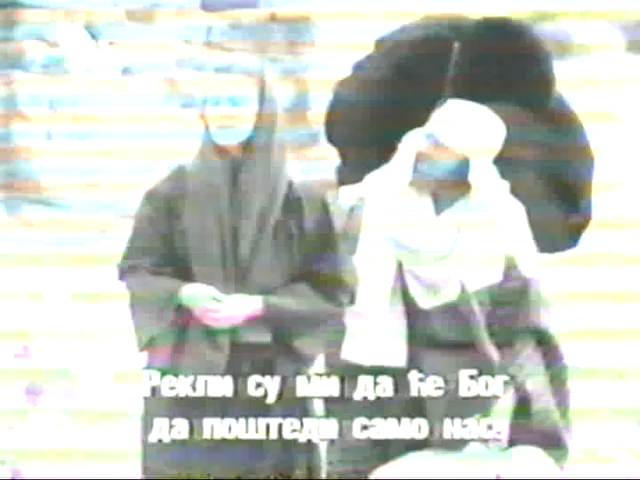 Рекли су ми да ће Бог
да поштеди само нас.